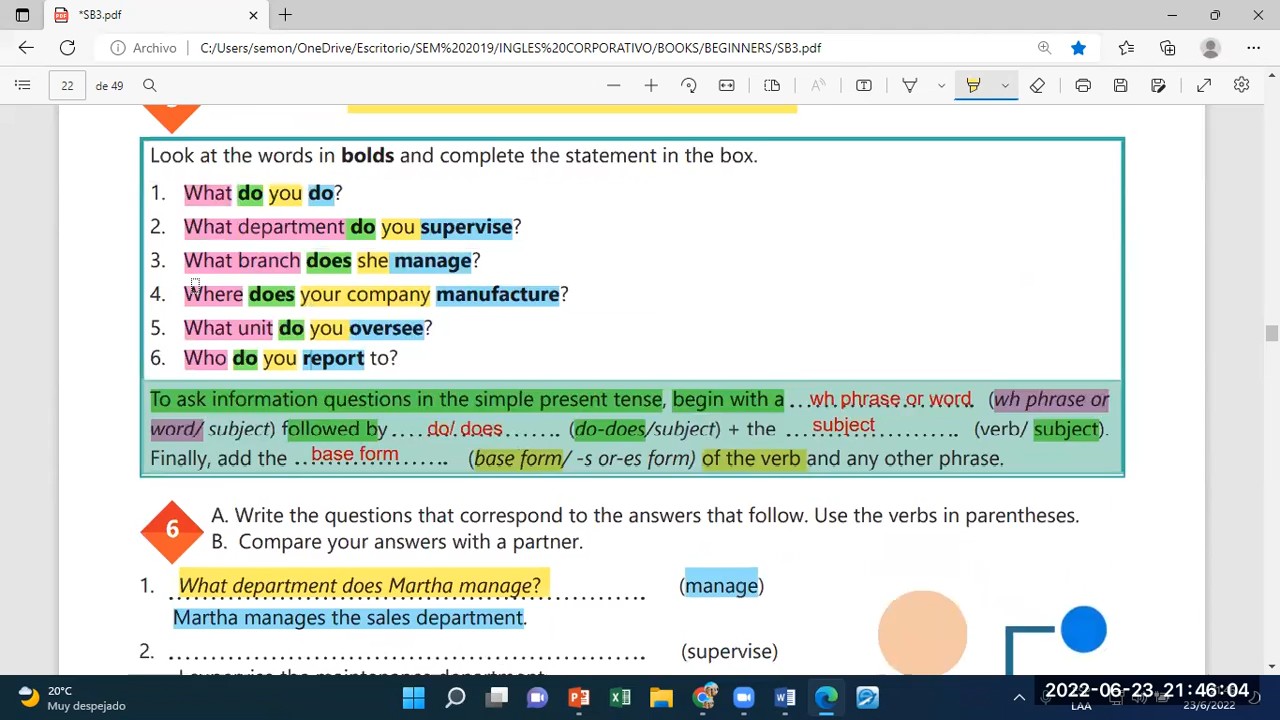 *SB3.pdf
Archivo C:/Users/semon/OneDrive/Escritorio/SEM%202019/INGLES%20CORPORATIVO/BOOKS/BEGINNERS/SB3.pdf
22 de 49
Look at the words in bolds and complete the statement in the box.
1. What do you do?
2. What department do you supervise?
3. What branch does she manage?
4. Where does your company manufacture?
5. What unit do you oversee?
6. Who do you report to?
To ask information questions in the simple present tense, begin with a wh phrase or word (wh phrase or
word/ subject) followed by do/ does (do-does/subject) + the subject (verb/ subject).
Finally, add the base form (base form/ -s or-es form) of the verb and any other phrase.
6 A. Write the questions that correspond to the answers that follow. Use the verbs in parentheses.
B. Compare your answers with a partner.
1. What department does Martha manage? (manage)
Martha manages the sales department.
2. (supervise)
I supervise the maintenance department.
20°C
Muy despejado
2022-06-23 21:46:04
LAA 23/6/2022